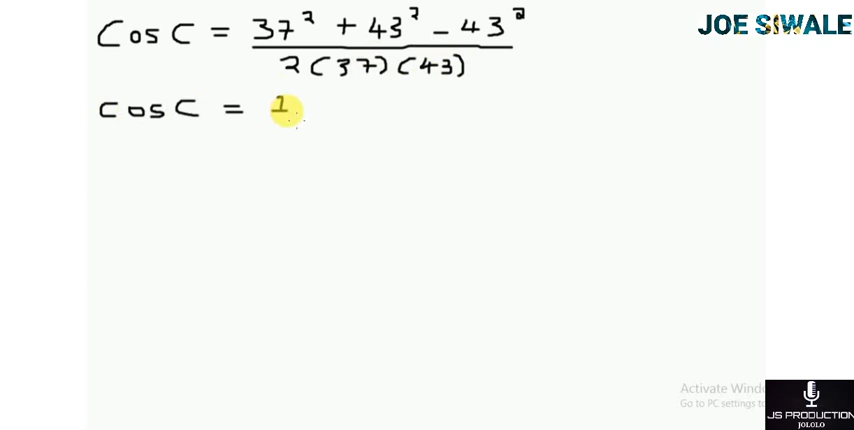 JOE SIWALE
Cos C = 37² + 43² - 43² / 2(37)(43)
cos C = 1
Activate Wind
Go to PC settings to
JS PRODUCTION
JOLOLO